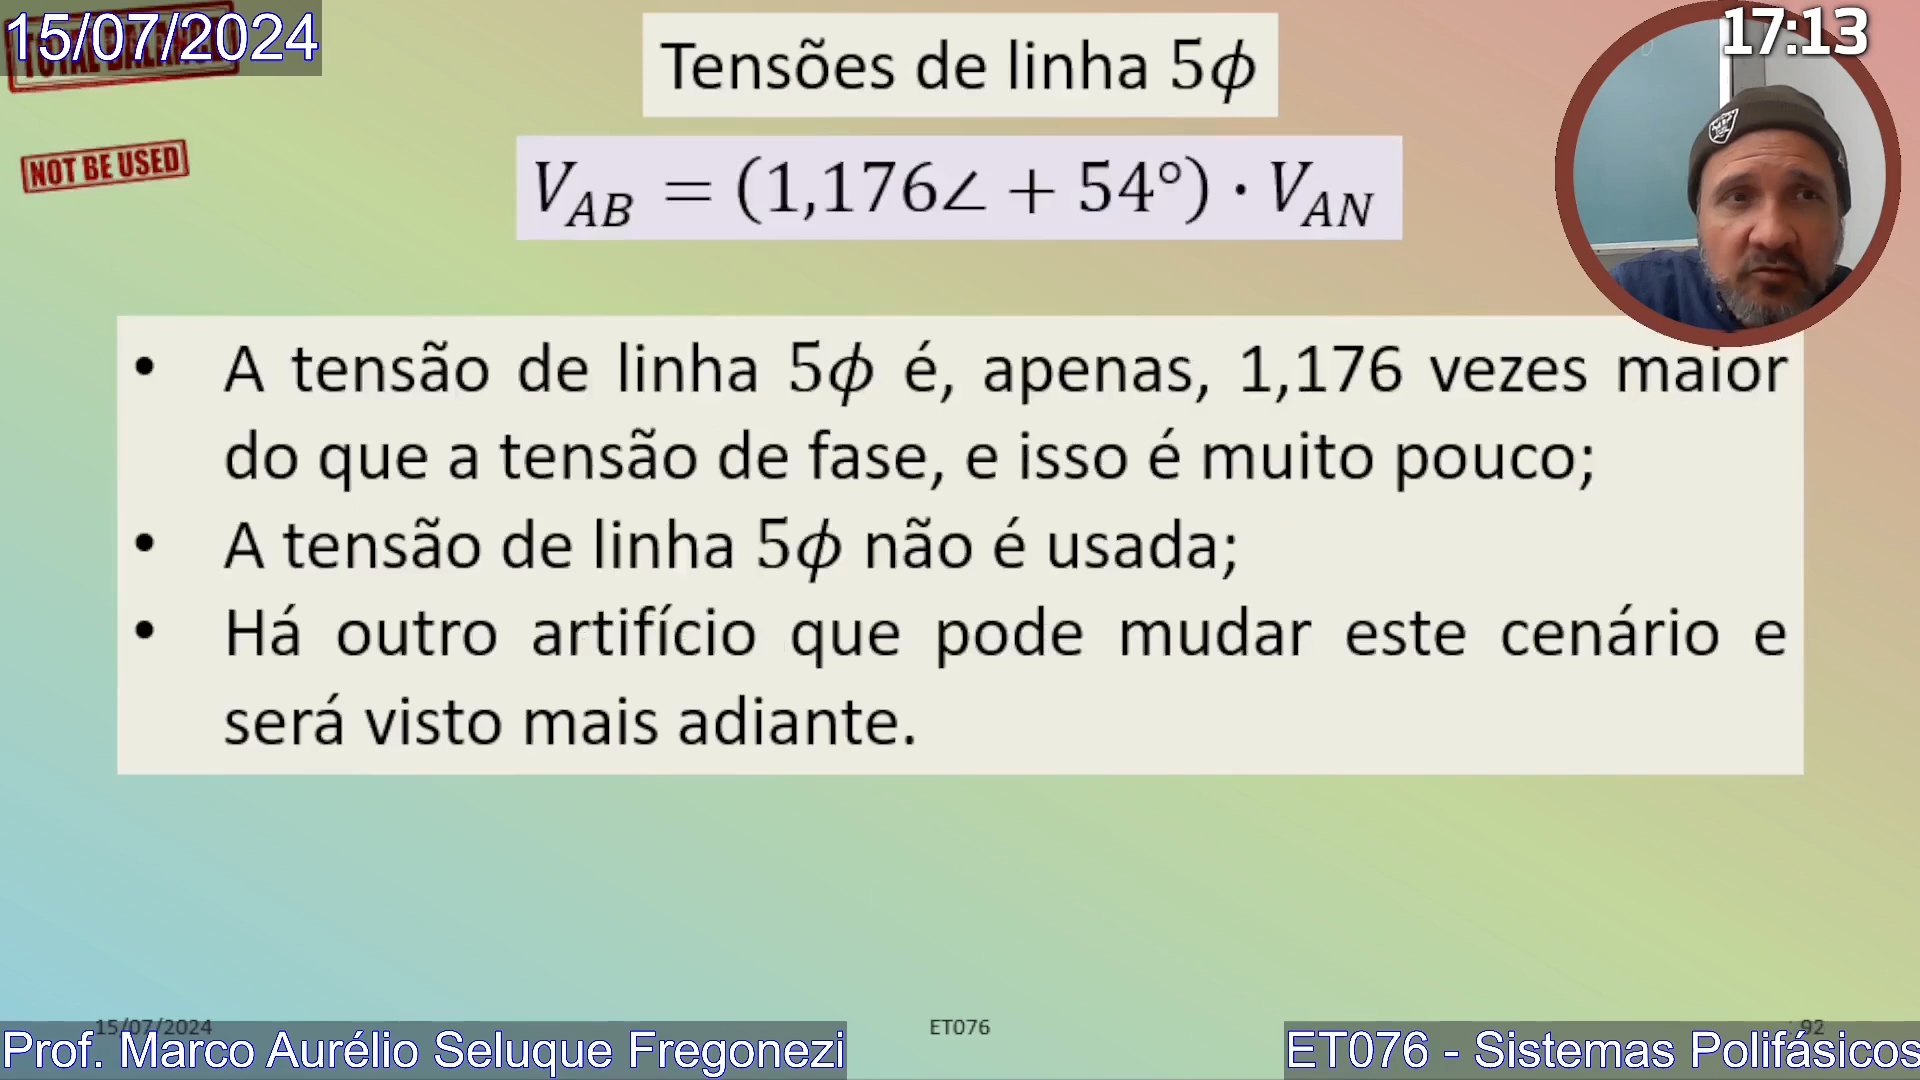 15/07/2024
17:13
Tensões de linha 5ϕ
NOT BE USED
V_AB = (1,176∠ + 54°) · V_AN
• A tensão de linha 5ϕ é, apenas, 1,176 vezes maior
do que a tensão de fase, e isso é muito pouco;
• A tensão de linha 5ϕ não é usada;
• Há outro artifício que pode mudar este cenário e
será visto mais adiante.
15/07/2024
ET076
92
Prof. Marco Aurélio Seluque Fregonezi
ET076 - Sistemas Polifásicos